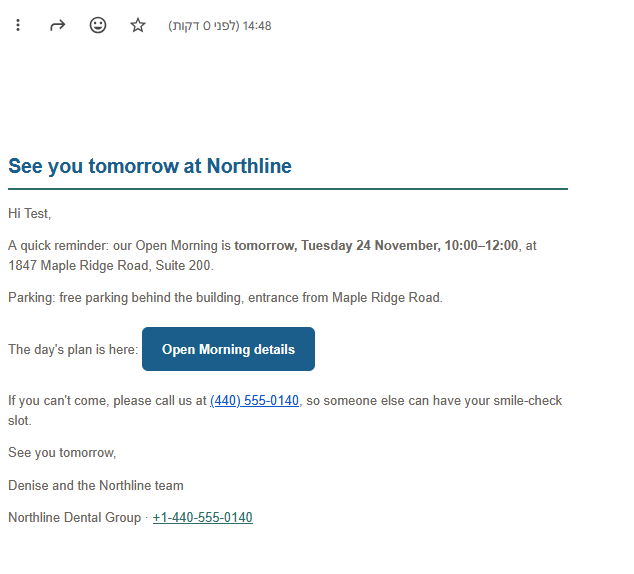 14:48 (לפני 0 דקות)
See you tomorrow at Northline
Hi Test,
A quick reminder: our Open Morning is tomorrow, Tuesday 24 November, 10:00–12:00, at
1847 Maple Ridge Road, Suite 200.
Parking: free parking behind the building, entrance from Maple Ridge Road.
The day's plan is here: Open Morning details
If you can't come, please call us at (440) 555-0140, so someone else can have your smile-check
slot.
See you tomorrow,
Denise and the Northline team
Northline Dental Group · +1-440-555-0140